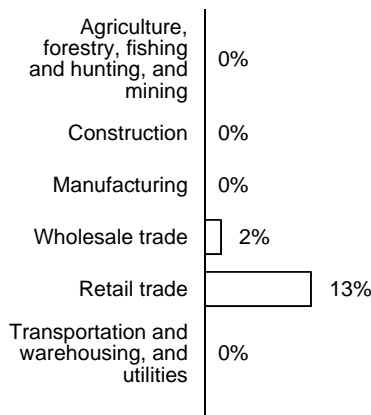 Agriculture,
forestry, fishing
and hunting, and
mining
0%
Construction
0%
Manufacturing
0%
Wholesale trade
2%
Retail trade
13%
Transportation and
warehousing, and
utilities
0%